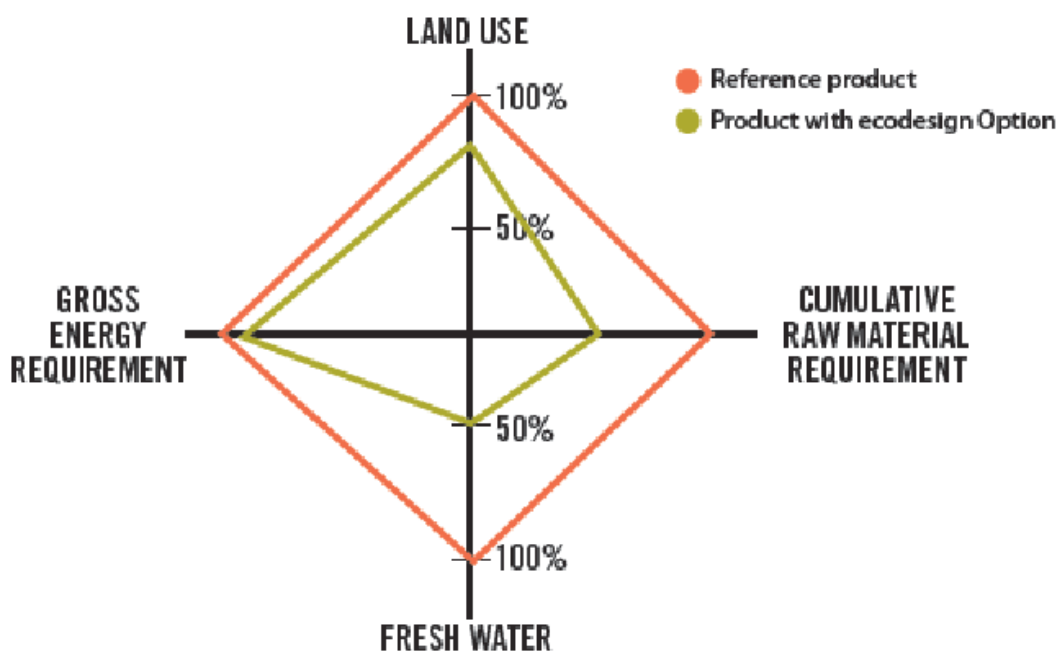 LAND USE
100%
Reference product
Product with ecodesign Option
50%
GROSS
ENERGY
REQUIREMENT
CUMULATIVE
RAW MATERIAL
REQUIREMENT
50%
100%
FRESH WATER